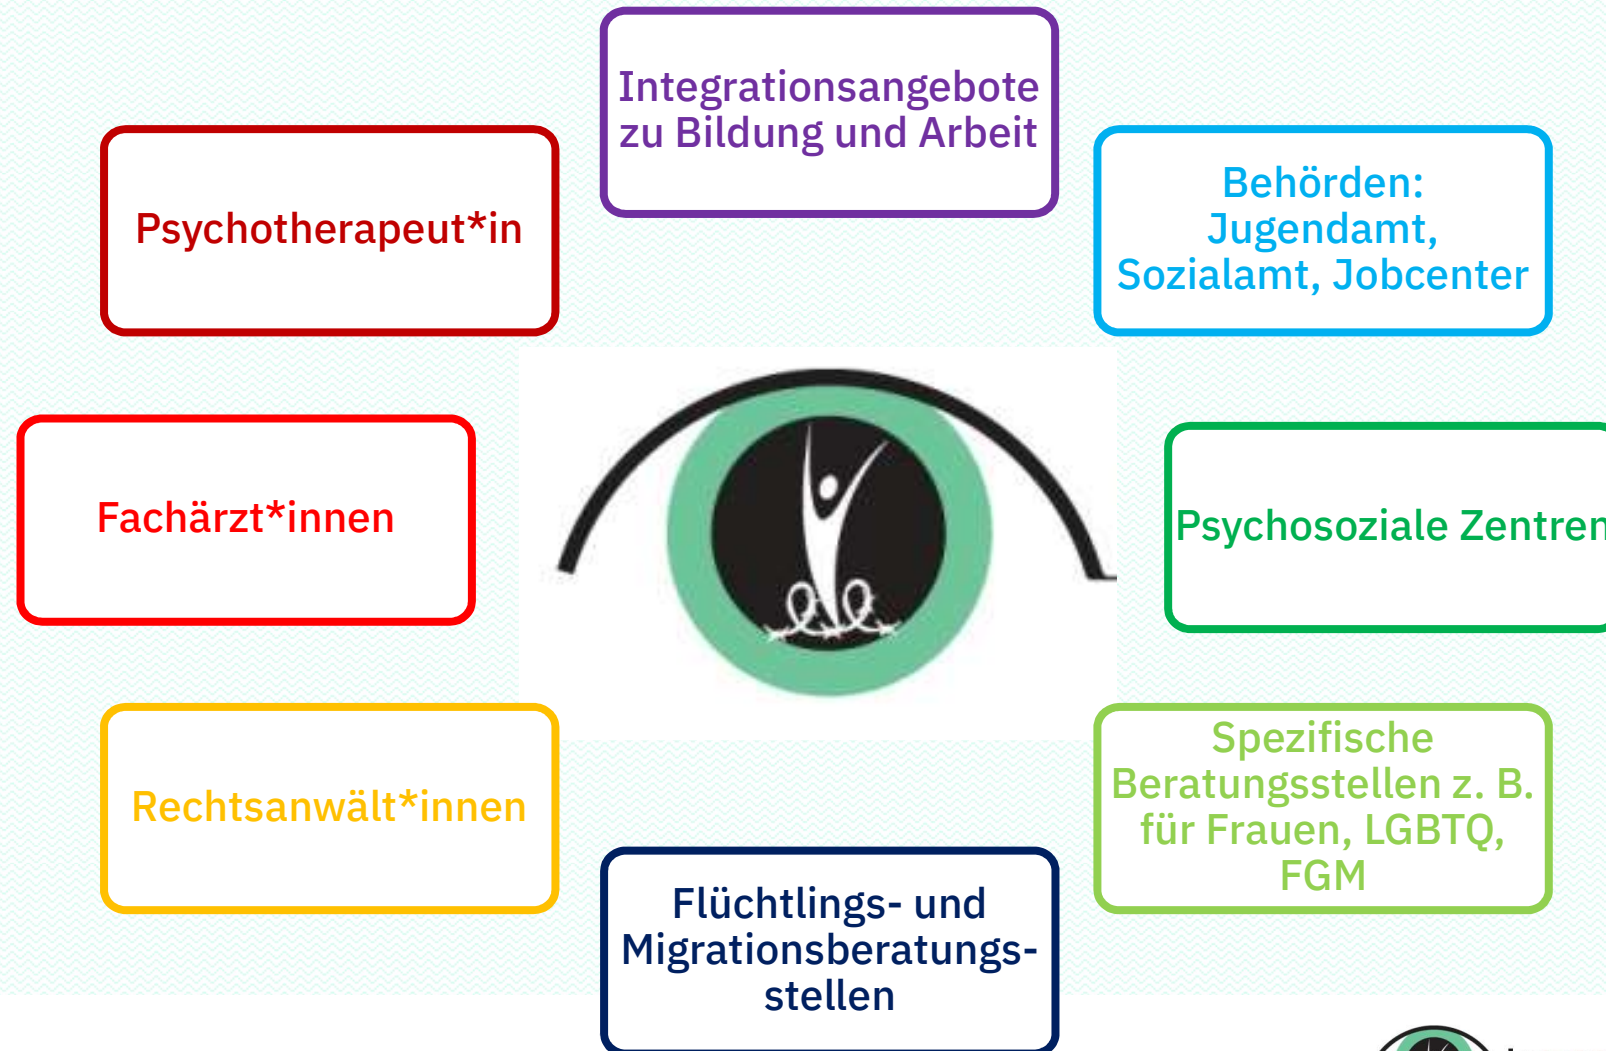 Integrationsangebote
zu Bildung und Arbeit
Behörden:
Jugendamt,
Sozialamt, Jobcenter
Psychosoziale Zentren
Spezifische
Beratungsstellen z. B.
für Frauen, LGBTQ,
FGM
Flüchtlings- und
Migrationsberatungs-
stellen
Rechtsanwält*innen
Fachärzt*innen
Psychotherapeut*in